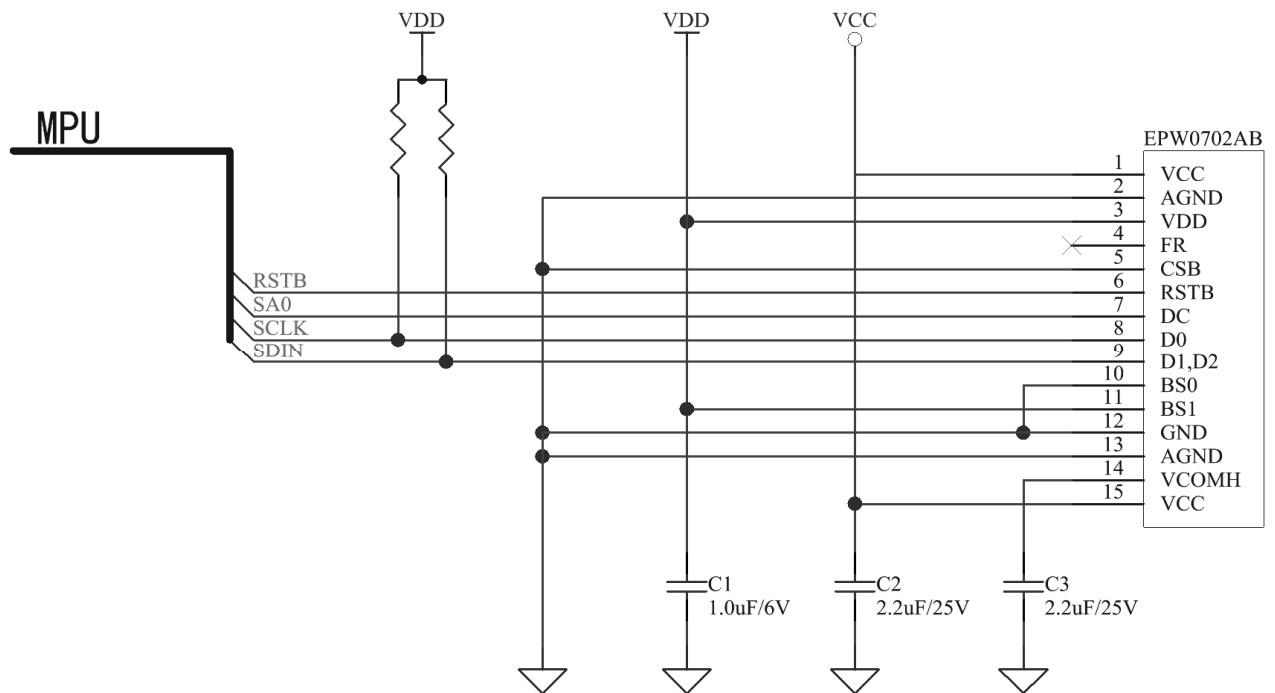 VDD
VDD
VCC
MPU
EPW0702AB
1 VCC
2 AGND
3 VDD
4 FR
5 CSB
RSTB 6 RSTB
SA0 7 DC
SCLK 8 D0
SDIN 9 D1,D2
10 BS0
11 BS1
12 GND
13 AGND
14 VCOMH
15 VCC
C1
1.0uF/6V
C2
2.2uF/25V
C3
2.2uF/25V